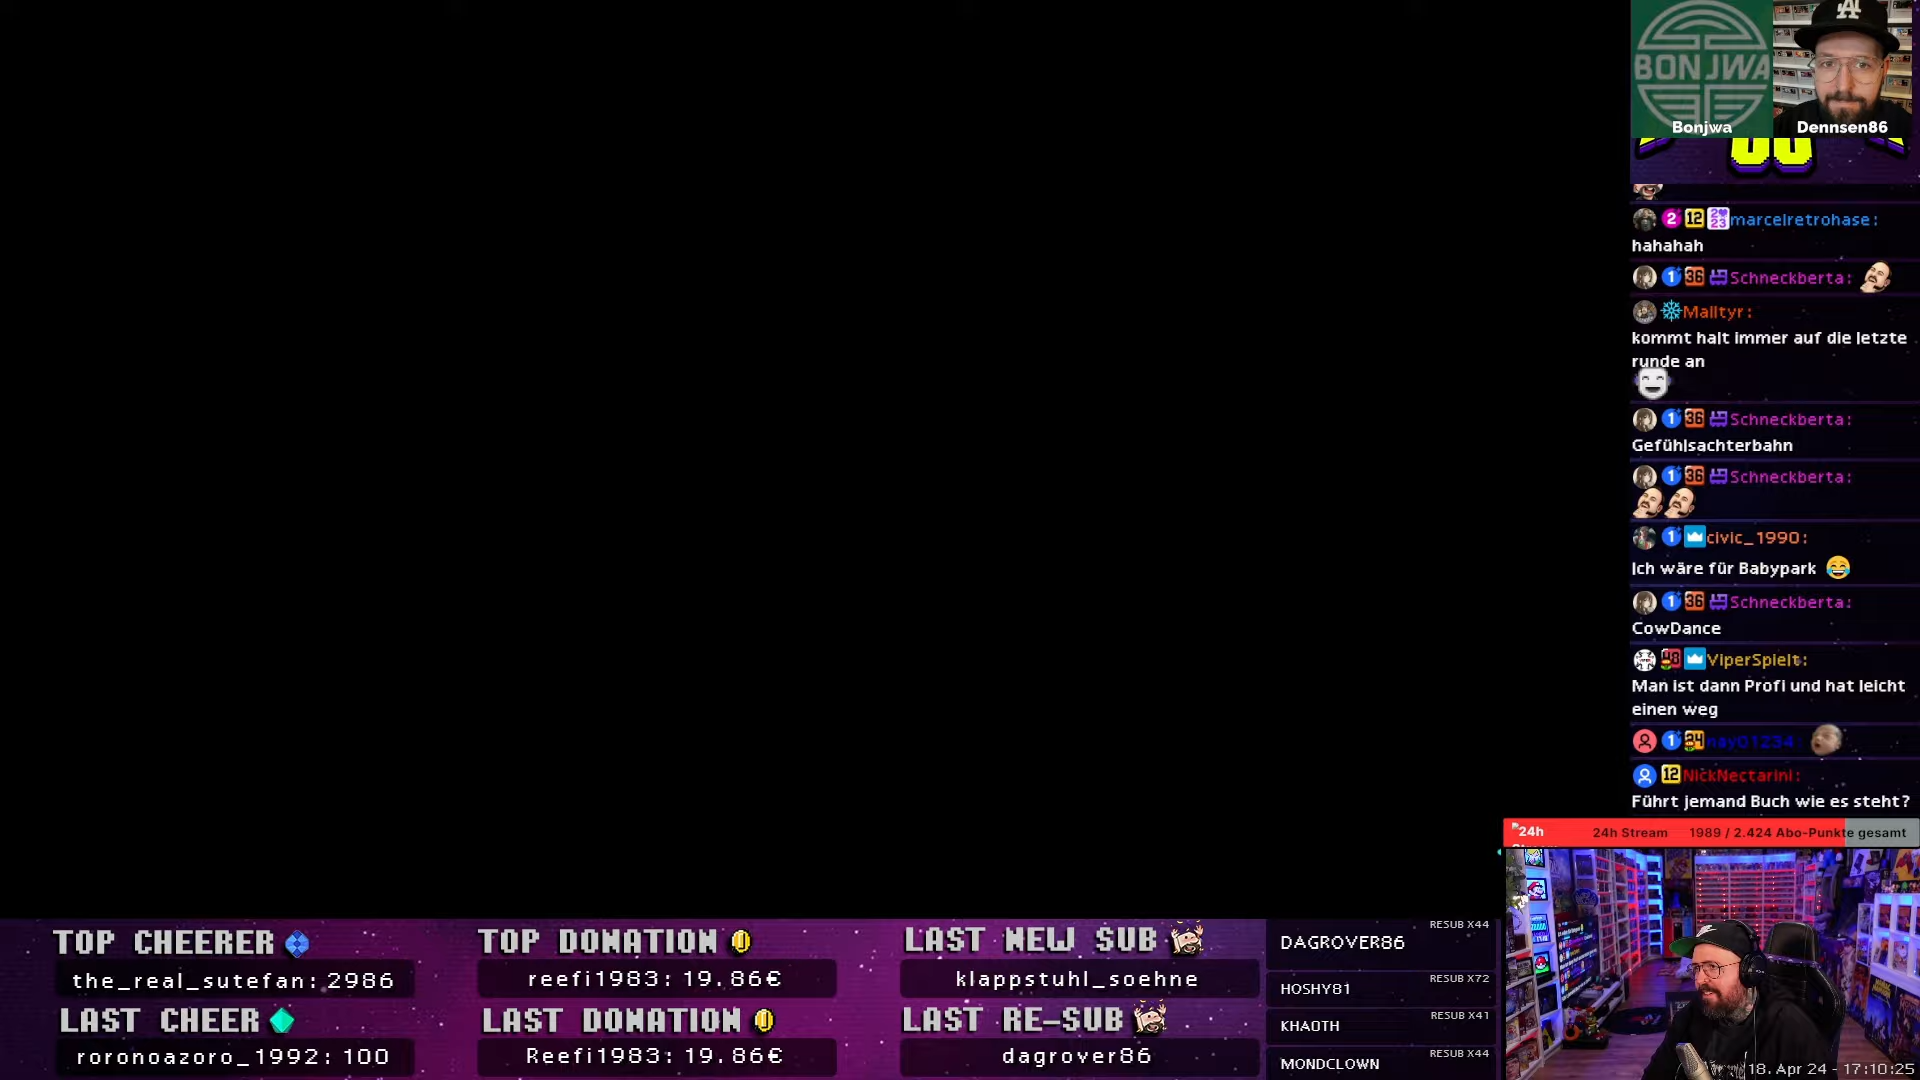 BONJWA
Bonjwa
Dennsen86
marcelretrohase:
hahahah
Schneckberta:
Malltyr:
kommt halt immer auf die letzte
runde an
Schneckberta:
Gefühlsachterbahn
Schneckberta:
civic_1990:
Ich wäre für Babypark
Schneckberta:
CowDance
ViperSpielt:
Man ist dann Profi und hat leicht
einen weg
NickNectarini:
Führt jemand Buch wie es steht?
24h
24h Stream 1989 / 2.424 Abo-Punkte gesamt
TOP CHEERER
the_real_sutefan: 2986
LAST CHEER
roronoazoro_1992: 100
TOP DONATION
reefi1983: 19.86€
LAST DONATION
Reefi1983: 19.86€
LAST NEW SUB
klappstuhl_soehne
LAST RE-SUB
dagrover86
RESUB X44
DAGROVER86
RESUB X72
HOSHY81
RESUB X41
KHAOTH
RESUB X44
MONDCLOWN
18. Apr 24 - 17:10:25